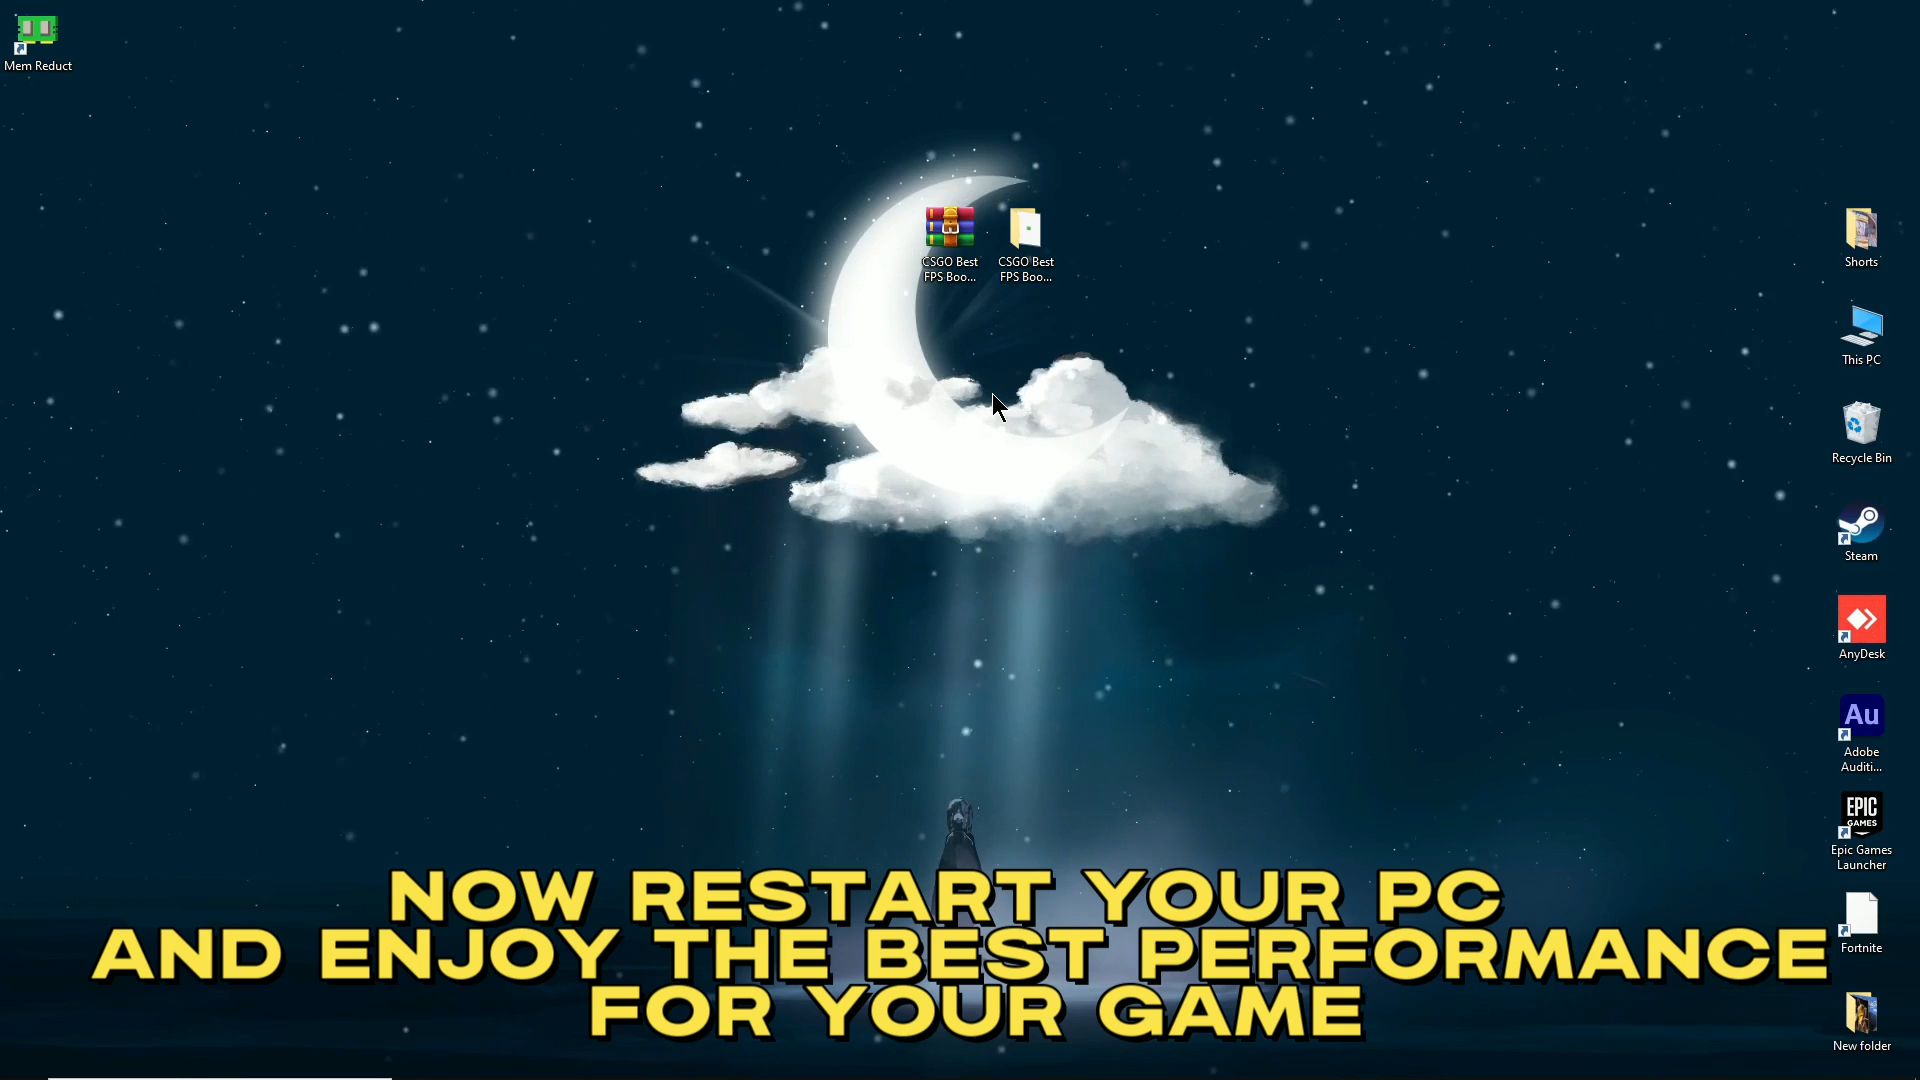 Mem Reduct
CSGO Best
FPS Boo...
CSGO Best
FPS Boo...
Shorts
This PC
Recycle Bin
Steam
AnyDesk
Au
Adobe
Auditi...
EPIC
GAMES
Epic Games
Launcher
Fortnite
New folder
NOW RESTART YOUR PC
AND ENJOY THE BEST PERFORMANCE
FOR YOUR GAME